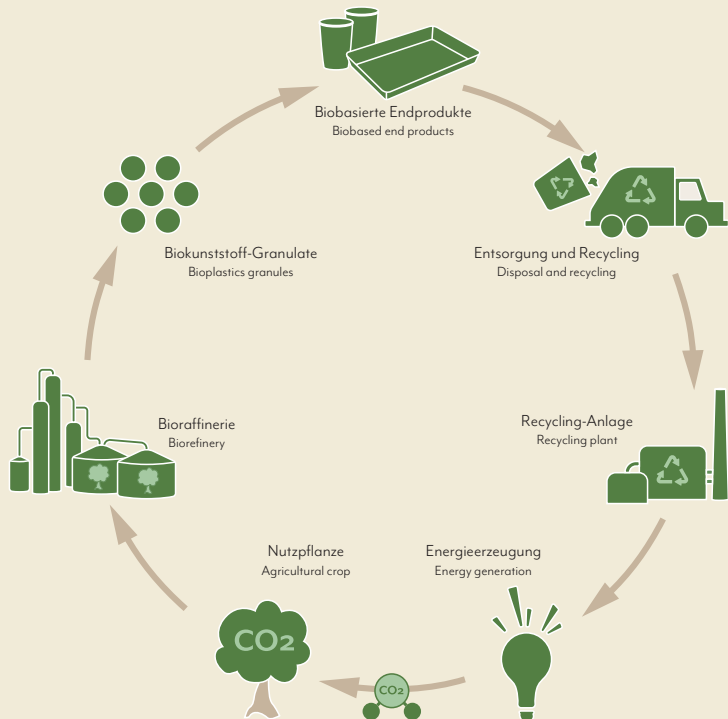 Biobasierte Endprodukte
Biobased end products
Biokunststoff-Granulate
Bioplastics granules
Entsorgung und Recycling
Disposal and recycling
Bioraffinerie
Biorefinery
Recycling-Anlage
Recycling plant
Nutzpflanze
Agricultural crop
Energieerzeugung
Energy generation
CO2
CO2